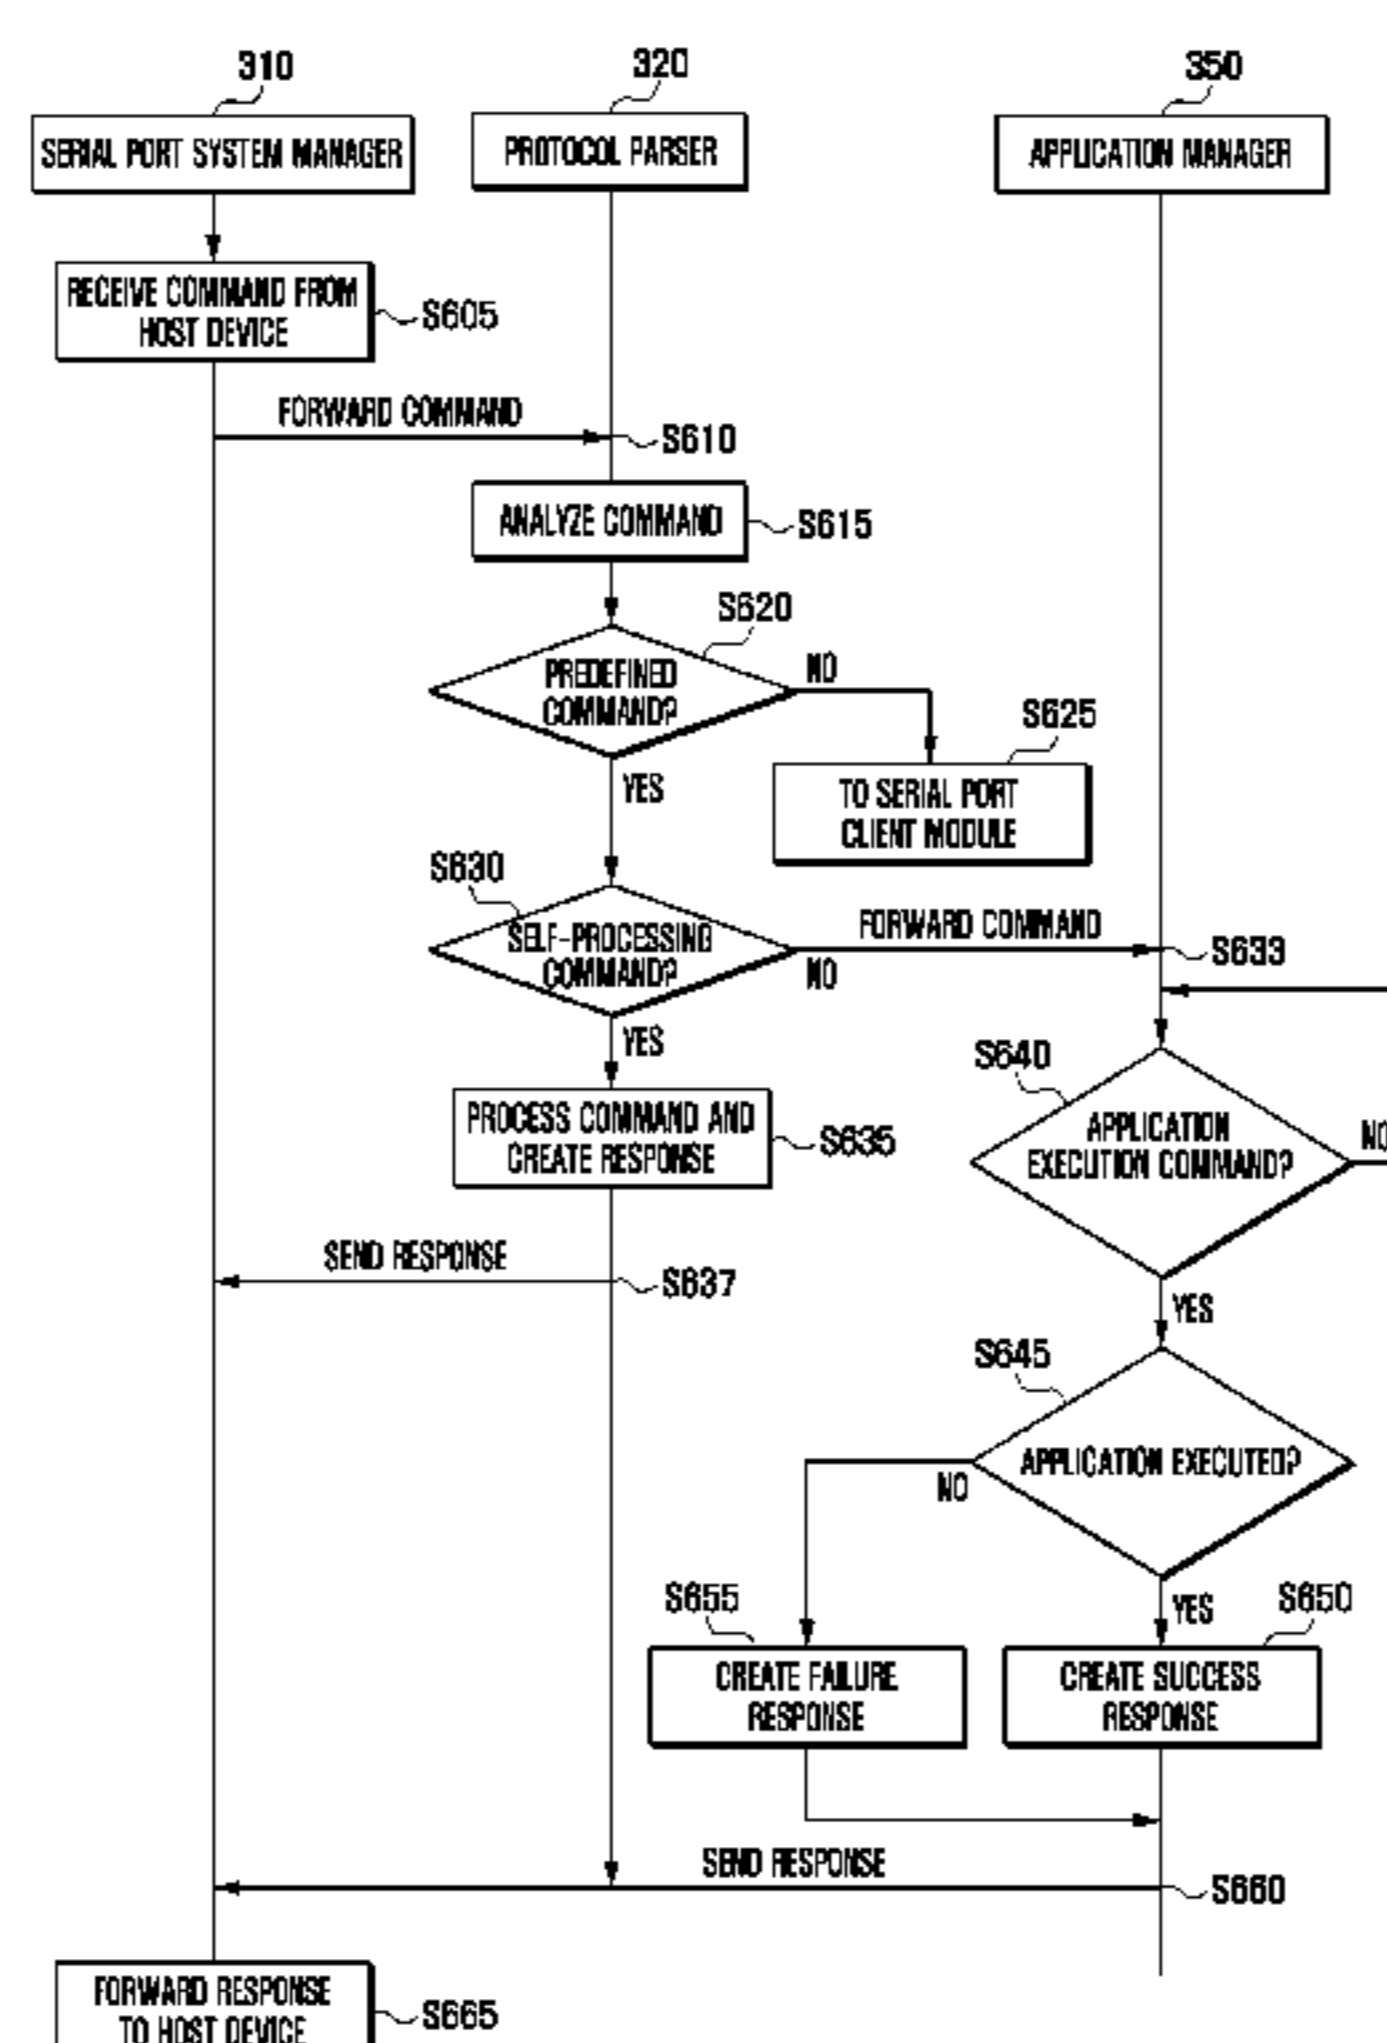 310
320
350
SERIAL PORT SYSTEM MANAGER
PROTOCOL PARSER
APPLICATION MANAGER
RECEIVE COMMAND FROM
HOST DEVICE
S605
FORWARD COMMAND
S610
ANALYZE COMMAND
S615
S620
PREDEFINED
COMMAND?
NO
YES
S625
TO SERIAL PORT
CLIENT MODULE
S630
SELF-PROCESSING
COMMAND?
NO
YES
FORWARD COMMAND
S633
S640
APPLICATION
EXECUTION COMMAND?
NO
YES
PROCESS COMMAND AND
CREATE RESPONSE
S635
SEND RESPONSE
S637
S645
APPLICATION EXECUTED?
NO
YES
S655
S650
CREATE FAILURE
RESPONSE
CREATE SUCCESS
RESPONSE
SEND RESPONSE
S660
FORWARD RESPONSE
TO HOST DEVICE
S665